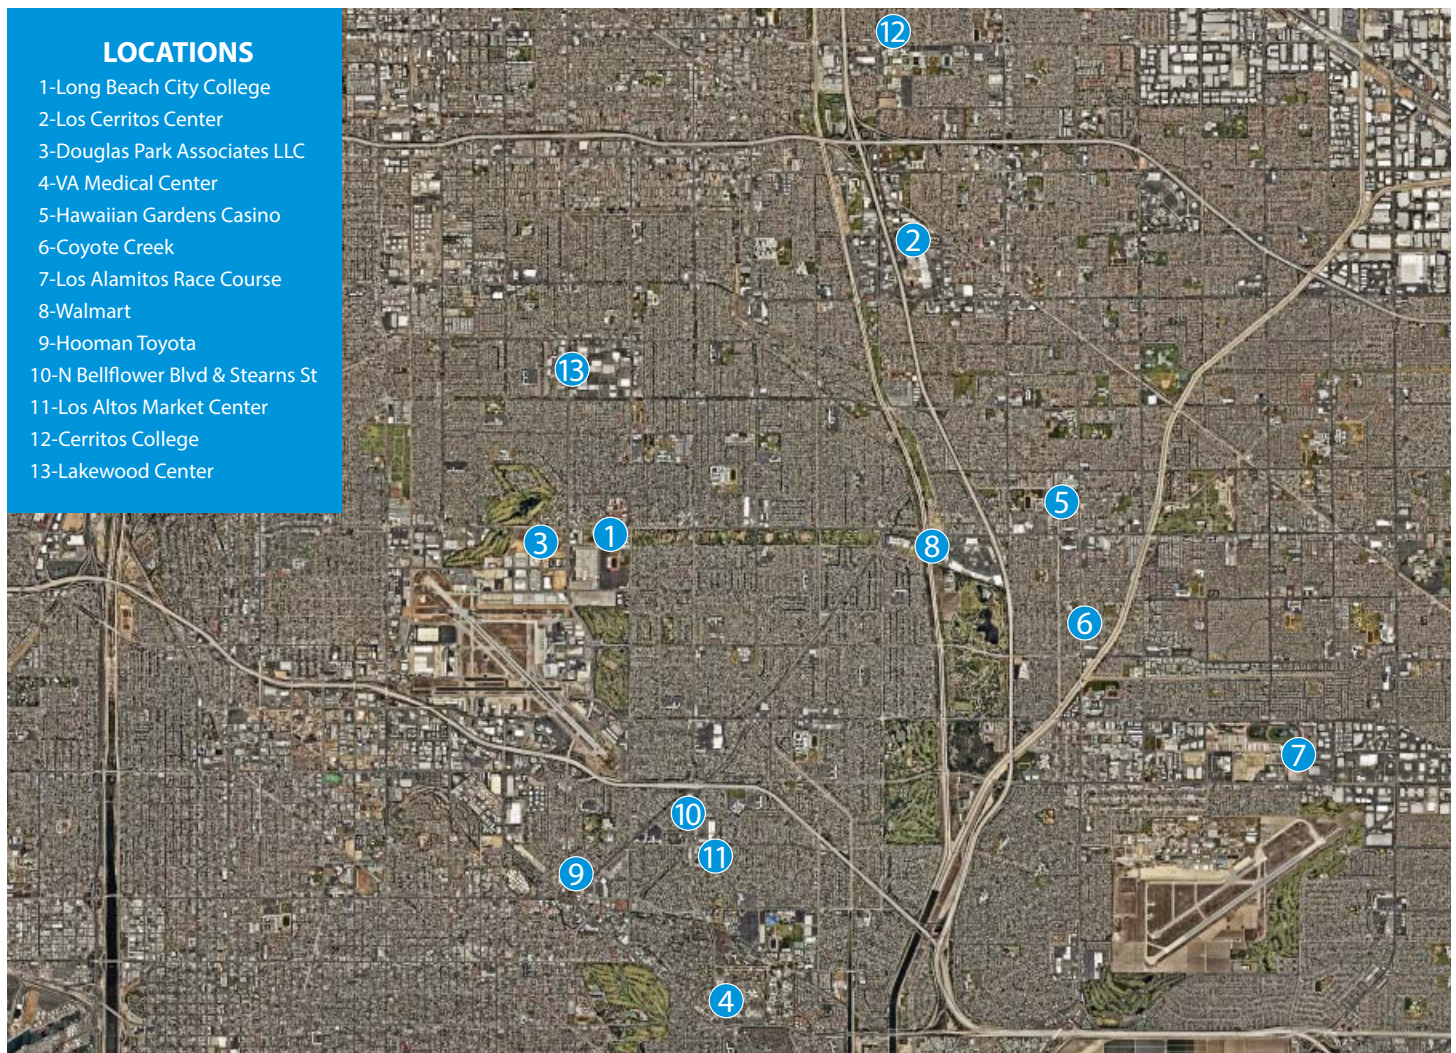 LOCATIONS
1-Long Beach City College
2-Los Cerritos Center
3-Douglas Park Associates LLC
4-VA Medical Center
5-Hawaiian Gardens Casino
6-Coyote Creek
7-Los Alamitos Race Course
8-Walmart
9-Hooman Toyota
10-N Bellflower Blvd & Stearns St
11-Los Altos Market Center
12-Cerritos College
13-Lakewood Center
12
2
13
5
1
3
8
6
7
10
11
9
4